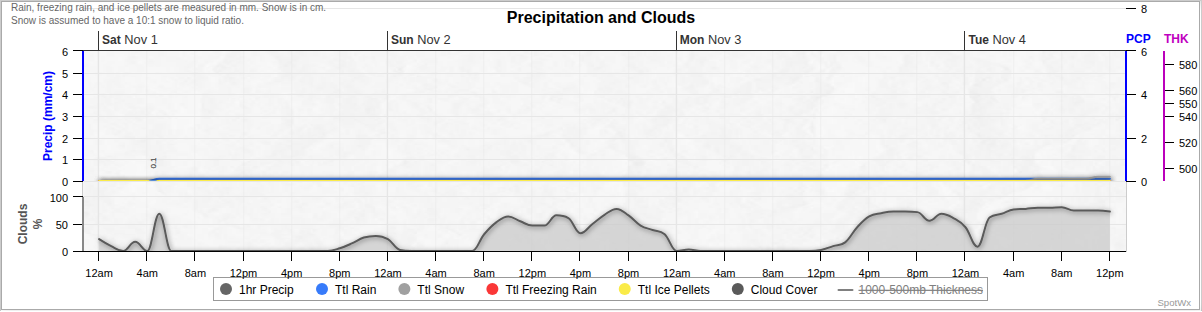 Rain, freezing rain, and ice pellets are measured in mm. Snow is in cm.
Snow is assumed to have a 10:1 snow to liquid ratio.
Precipitation and Clouds
8
Sat Nov 1 Sun Nov 2 Mon Nov 3 Tue Nov 4
PCP THK
Precip (mm/cm)
6
5
4
3
2
1
0
0.1
6
4
2
0
580
560
550
540
520
500
Clouds
%
100
50
0
12am 4am 8am 12pm 4pm 8pm 12am 4am 8am 12pm 4pm 8pm 12am 4am 8am 12pm 4pm 8pm 12am 4am 8am 12pm
1hr Precip Ttl Rain Ttl Snow Ttl Freezing Rain Ttl Ice Pellets Cloud Cover 1000-500mb Thickness
SpotWx